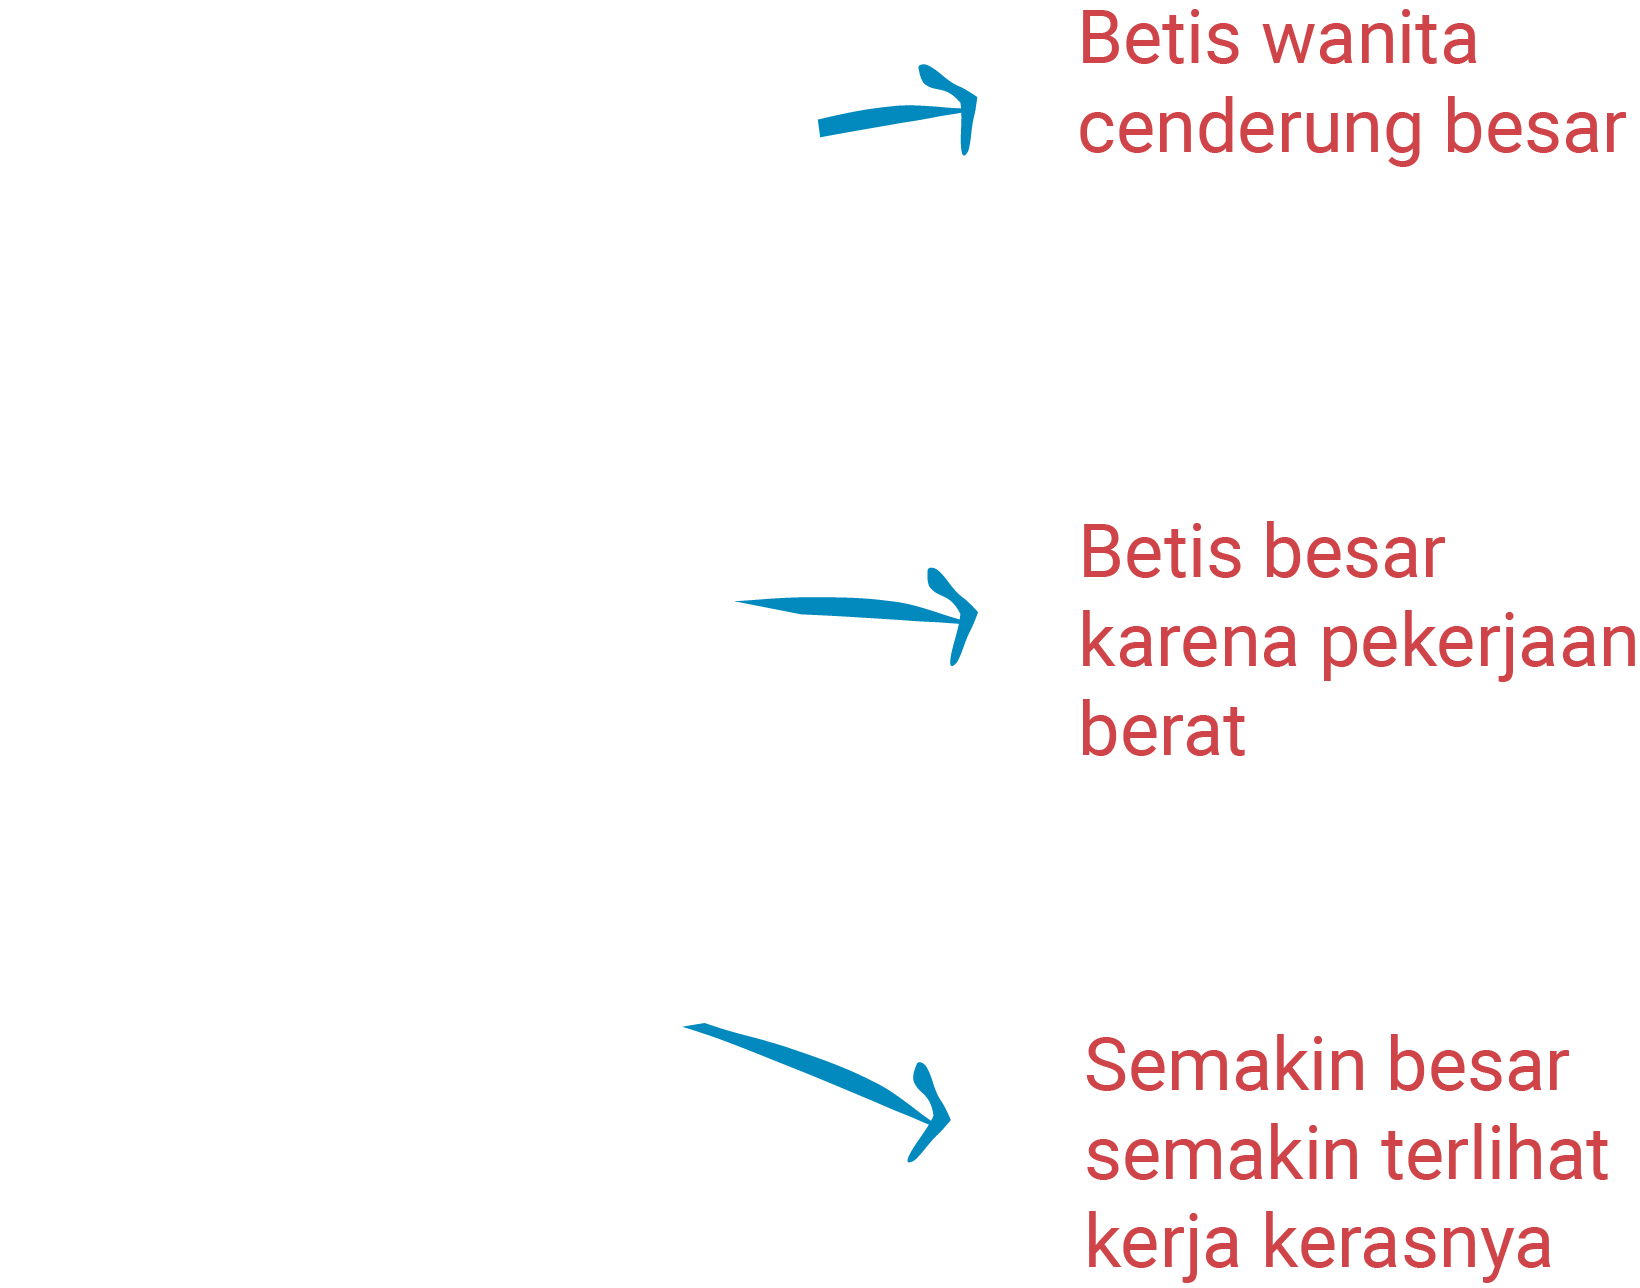 Betis wanita
cenderung besar
Betis besar
karena pekerjaan
berat
Semakin besar
semakin terlihat
kerja kerasnya